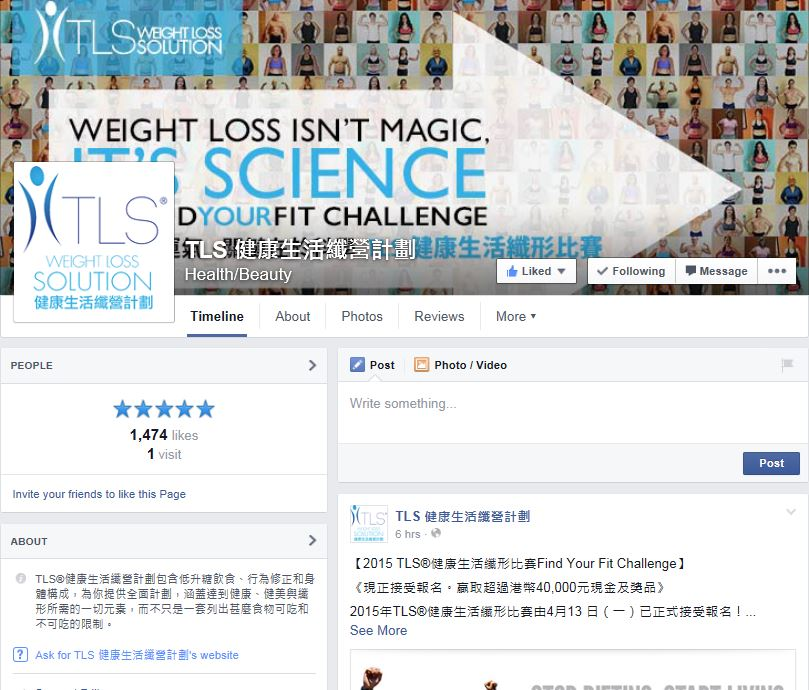 TLS WEIGHT LOSS SOLUTION
WEIGHT LOSS ISN'T MAGIC,
IT'S SCIENCE
DYOURFIT CHALLENGE
健康生活纖形比賽
TLS®
WEIGHT LOSS
SOLUTION
健康生活纖營計劃
TLS 健康生活纖營計劃
Health/Beauty
Liked
Following
Message
Timeline
About
Photos
Reviews
More
PEOPLE
1,474 likes
1 visit
Invite your friends to like this Page
ABOUT
TLS®健康生活纖營計劃包含低升糖飲食、行為修正和身
體構成，為你提供全面計劃，涵蓋達到健康、健美與纖
形所需的一切元素，而不只是一套列出甚麼食物可吃和
不可吃的限制。
Ask for TLS 健康生活纖營計劃's website
Post
Photo / Video
Write something...
Post
TLS 健康生活纖營計劃
6 hrs
【2015 TLS®健康生活纖形比賽Find Your Fit Challenge】
《現正接受報名。贏取超過港幣40,000元現金及獎品》
2015年TLS®健康生活纖形比賽由4月13 日（一）已正式接受報名！...
See More
STOP DIETING. START LIVING.